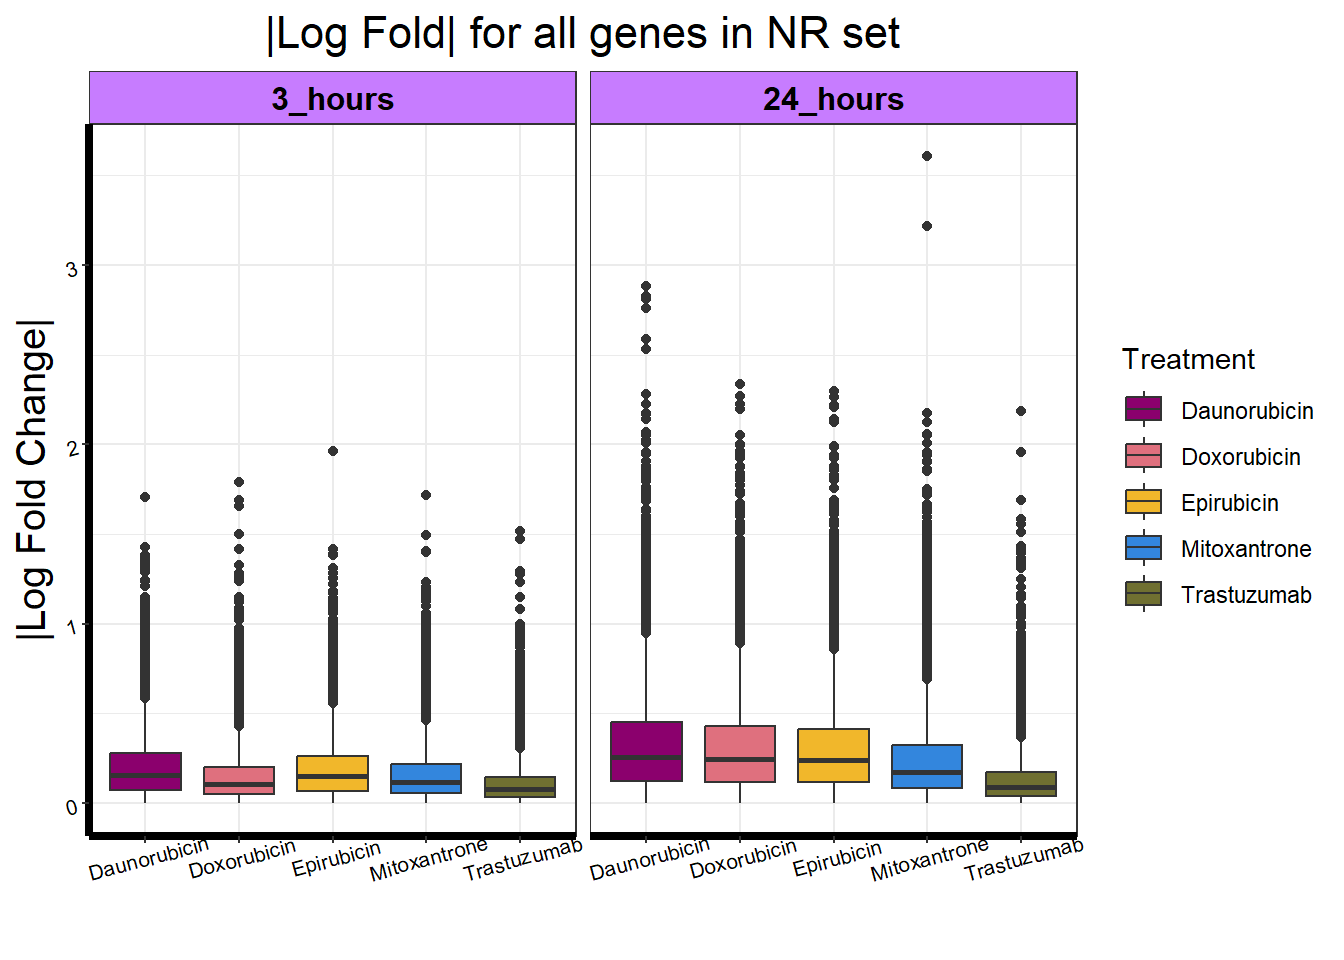 |Log Fold| for all genes in NR set
3_hours
24_hours
|Log Fold Change|
3
2
1
0
Daunorubicin
Doxorubicin
Epirubicin
Mitoxantrone
Trastuzumab
Daunorubicin
Doxorubicin
Epirubicin
Mitoxantrone
Trastuzumab
Treatment
Daunorubicin
Doxorubicin
Epirubicin
Mitoxantrone
Trastuzumab